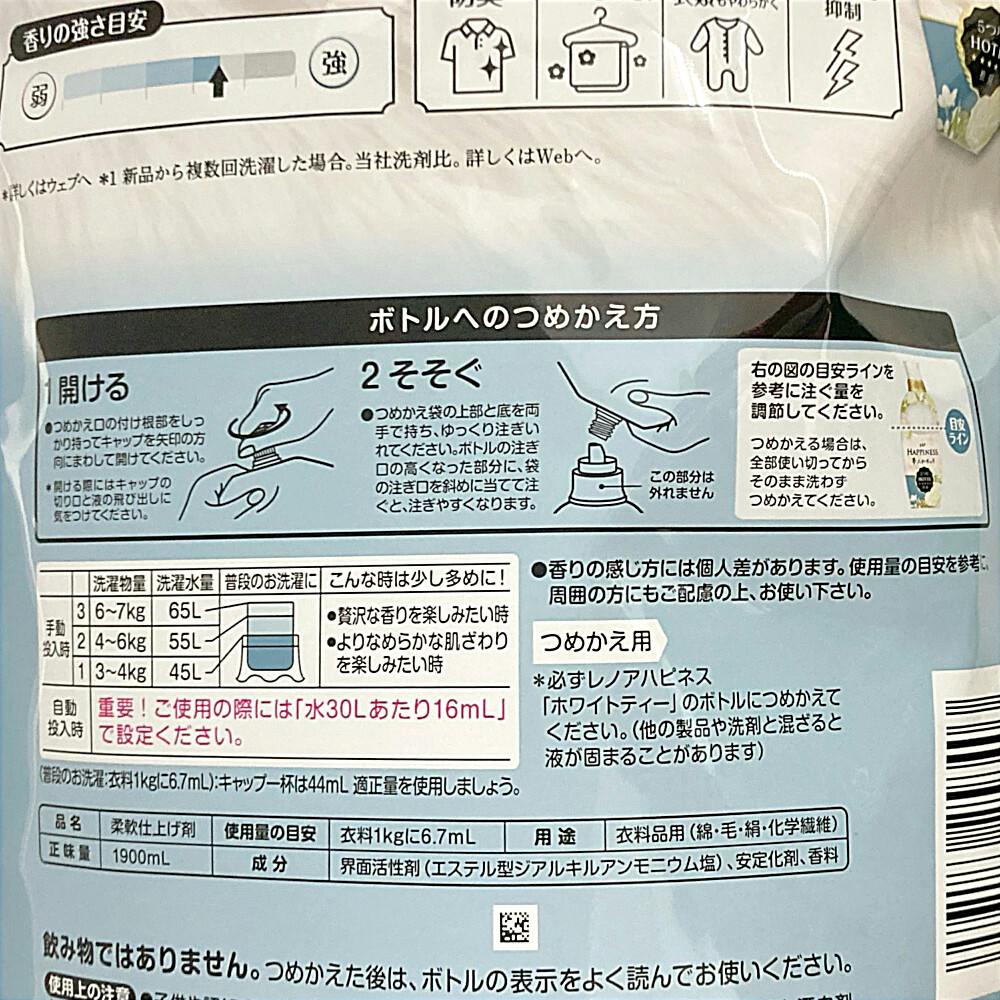 香りの強さ目安
弱
強
抑制
HOT
*詳しくはウェブへ *1 新品から複数回洗濯した場合。当社洗剤比。詳しくはWebへ。
ボトルへのつめかえ方
1 開ける
●つめかえ口の付け根部をしっ
かり持ってキャップを矢印の方
向にまわして開けてください。
*開ける際にはキャップの
切り口と液の飛び出しに
気をつけてください。
2 そそぐ
●つめかえ袋の上部と底を両
手で持ち、ゆっくり注ぎい
れてください。ボトルの注ぎ
口の高くなった部分に、袋
の注ぎ口を斜めに当てて注
ぐと、注ぎやすくなります。
この部分は
外れません
右の図の目安ラインを
参考に注ぐ量を
調節してください。
つめかえる場合は、
全部使い切ってから
そのまま洗わず
つめかえてください。
目安
ライン
HAPPINESS
洗濯物量 洗濯水量 普段のお洗濯に こんな時は少し多めに！
手動
投入時
3 6~7kg 65L
2 4~6kg 55L
1 3~4kg 45L
●贅沢な香りを楽しみたい時
●よりなめらかな肌ざわり
を楽しみたい時
自動
投入時
重要！ご使用の際には「水30Lあたり16mL」
で設定ください。
(普段のお洗濯:衣料1kgに6.7mL):キャップ一杯は44mL 適正量を使用しましょう。
●香りの感じ方には個人差があります。使用量の目安を参考に、
周囲の方にもご配慮の上、お使い下さい。
つめかえ用
*必ずレノアハピネス
「ホワイトティー」のボトルにつめかえて
ください。(他の製品や洗剤と混ざると
液が固まることがあります)
品名 柔軟仕上げ剤 使用量の目安 衣料1kgに6.7mL 用途 衣料品用(綿・毛・絹・化学繊維)
正味量 1900mL 成分 界面活性剤(エステル型ジアルキルアンモニウム塩)、安定化剤、香料
飲み物ではありません。つめかえた後は、ボトルの表示をよく読んでお使いください。
使用上の注意